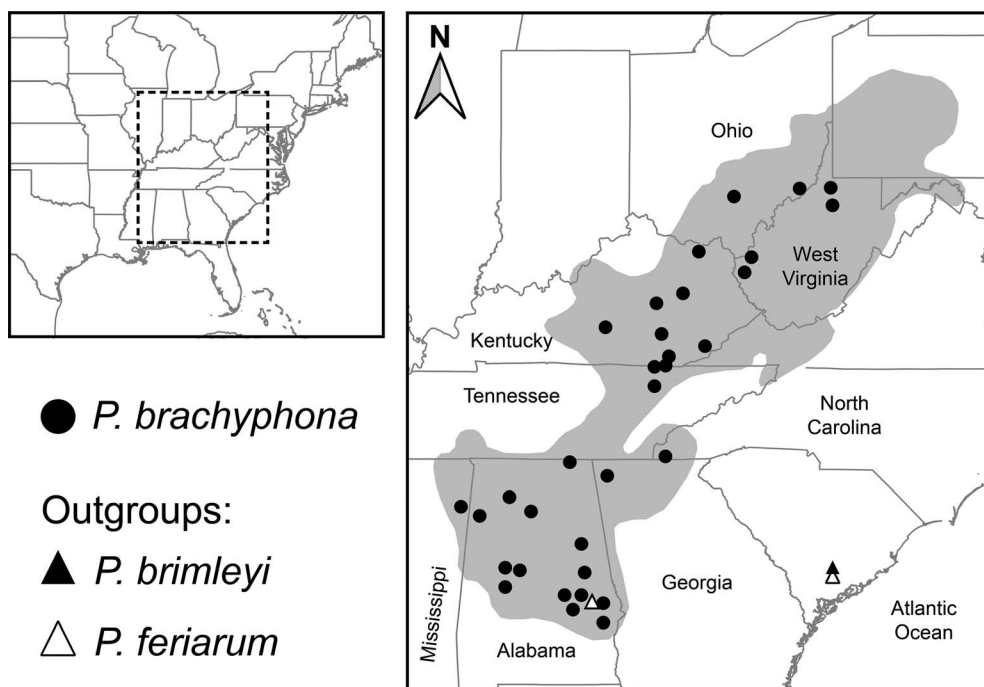 N
Ohio
West
Virginia
Kentucky
Tennessee
North
Carolina
Mississippi
Alabama
Georgia
Atlantic
Ocean
P. brachyphona
Outgroups:
P. brimleyi
P. feriarum